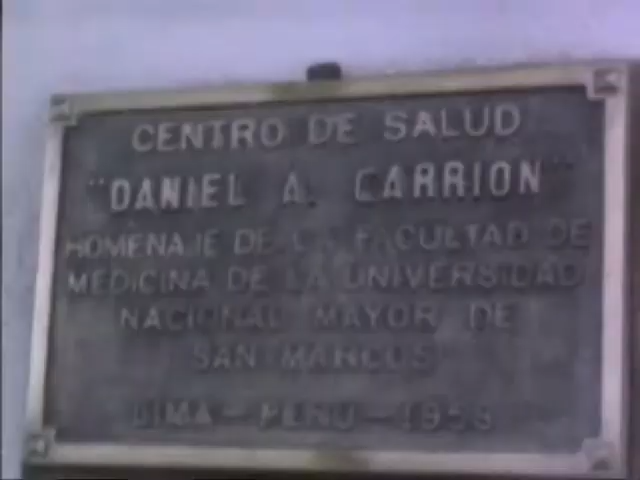 CENTRO DE SALUD
"DANIEL A. CARRION"
HOMENAJE DE LA FACULTAD DE
MEDICINA DE LA UNIVERSIDAD
NACIONAL MAYOR DE
SAN MARCOS
LIMA - PERU -